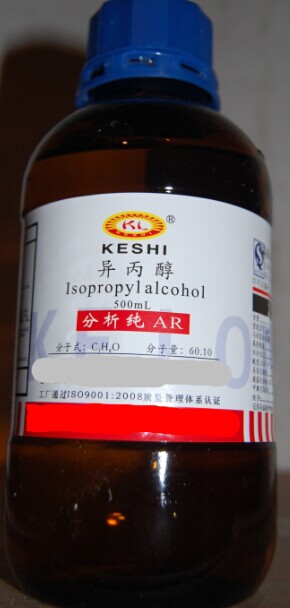 KL ®
KESHI
异丙醇
Isopropyl alcohol
500mL
分析纯 AR
分子式: C₃H₈O 分子量: 60.10
工厂通过ISO9001:2008质量管理体系认证